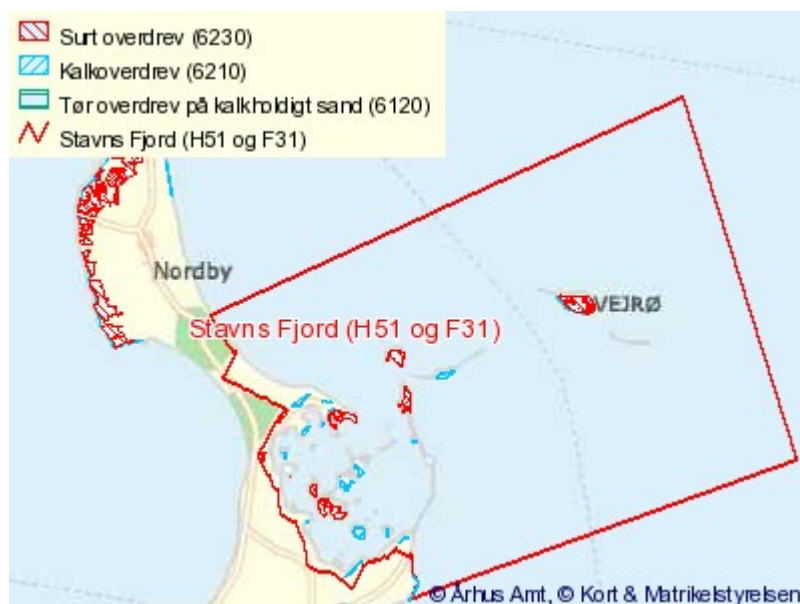 Surt overdrev (6230)
Kalkoverdrev (6210)
Tør overdrev på kalkholdigt sand (6120)
Stavns Fjord (H51 og F31)
Nordby
VEJRØ
Stavns Fjord (H51 og F31)
© Århus Amt, © Kort & Matrikelstyrelsen